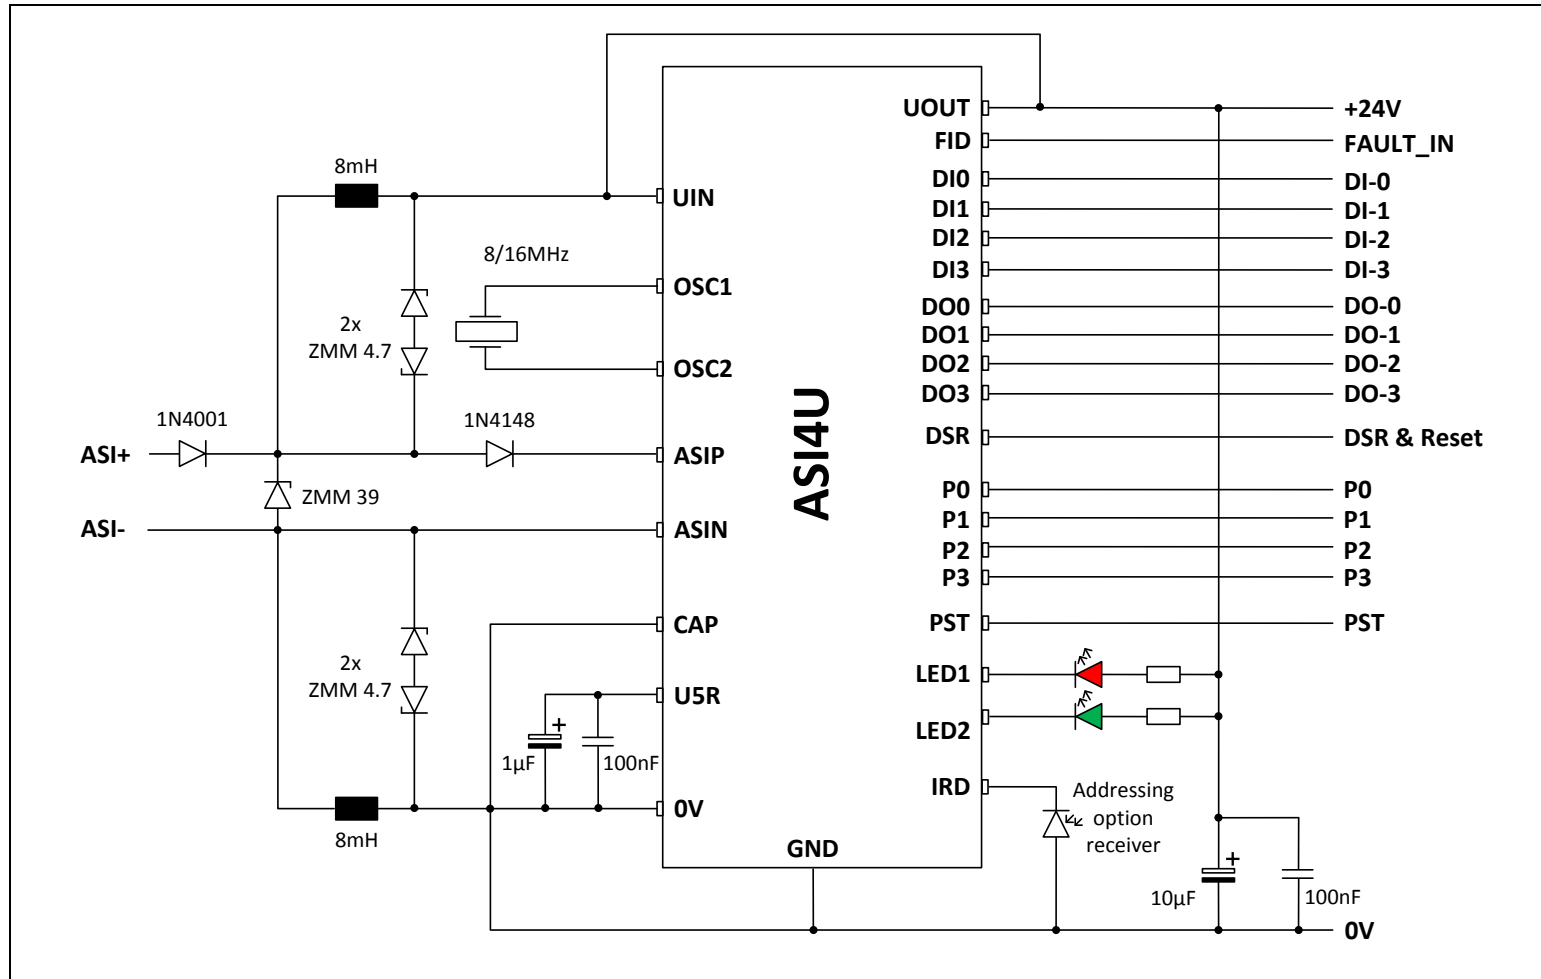 8mH
2x
ZMM 4.7
8/16MHz
1N4001
1N4148
ASI+
ZMM 39
ASI-
2x
ZMM 4.7
1µF
100nF
8mH
UIN
OSC1
OSC2
ASIP
ASIN
CAP
U5R
0V
GND
ASI4U
UOUT
FID
DI0
DI1
DI2
DI3
DO0
DO1
DO2
DO3
DSR
P0
P1
P2
P3
PST
LED1
LED2
IRD
+24V
FAULT_IN
DI-0
DI-1
DI-2
DI-3
DO-0
DO-1
DO-2
DO-3
DSR & Reset
P0
P1
P2
P3
PST
Addressing
option
receiver
10µF
100nF
0V